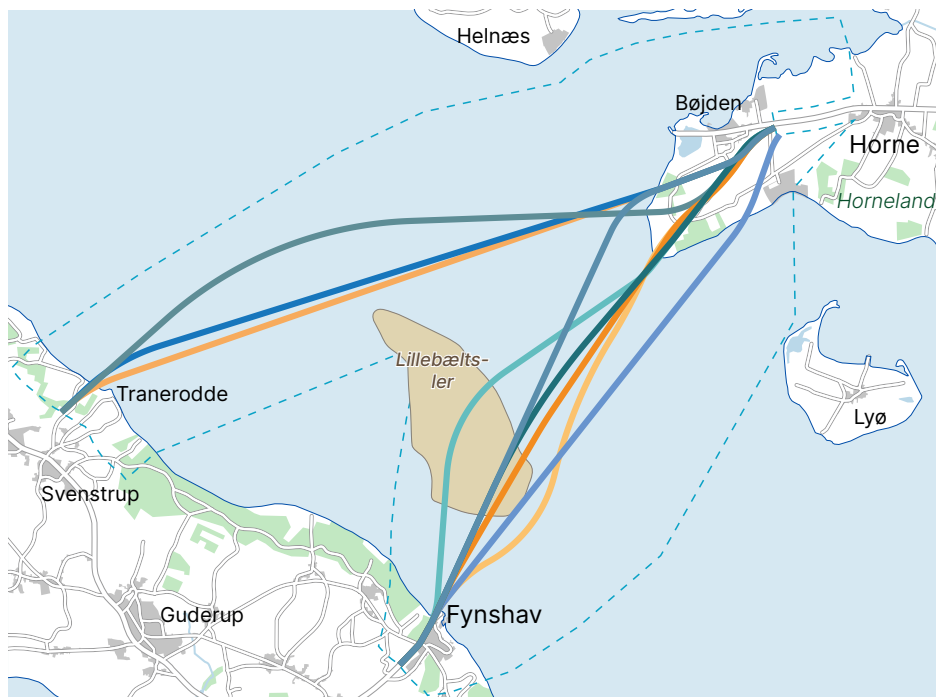 Helnæs
Bøjden
Horne
Horneland
Lillebælts-
ler
Tranerodde
Lyø
Svenstrup
Guderup
Fynshav